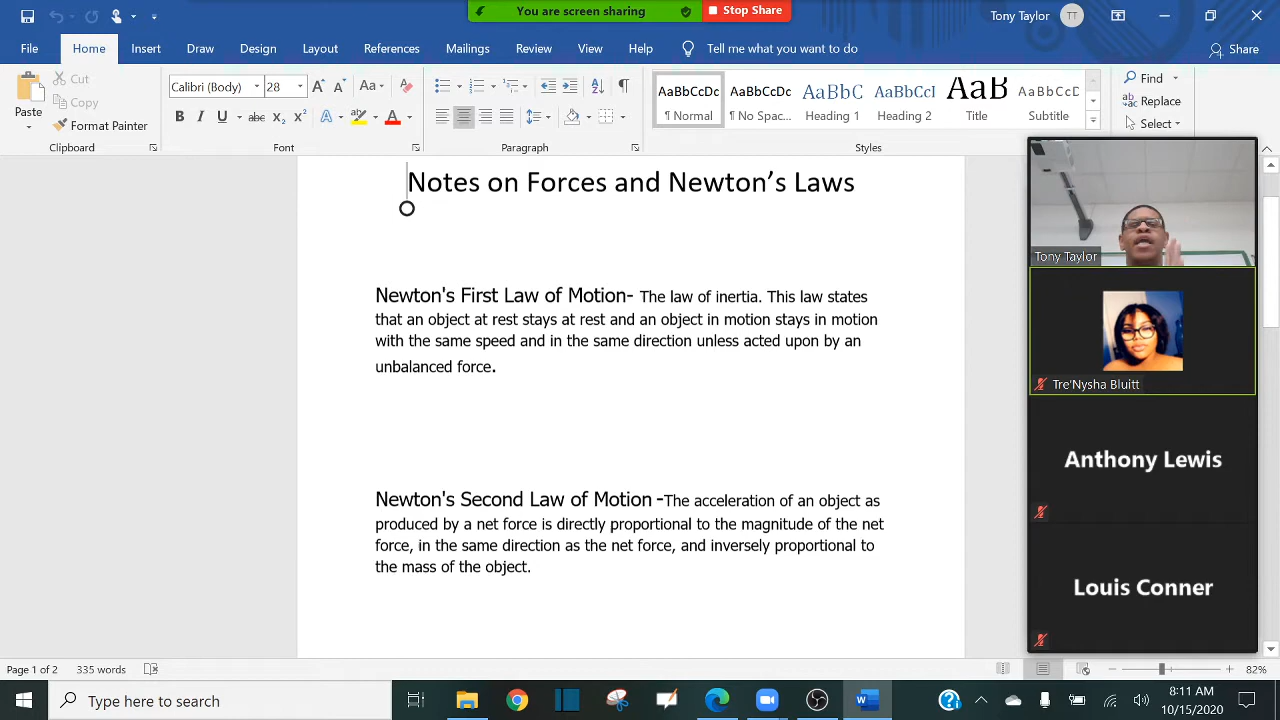 You are screen sharing
Stop Share
Tony Taylor
TT
File
Home
Insert
Draw
Design
Layout
References
Mailings
Review
View
Help
Tell me what you want to do
Share
Paste
Cut
Copy
Format Painter
Clipboard
Calibri (Body)
28
Font
Paragraph
AaBbCcDc
¶ Normal
AaBbCcDc
¶ No Spac...
AaBbC
Heading 1
AaBbCcI
Heading 2
AaB
Title
AaBbCcD
Subtitle
Styles
Find
Replace
Select
Notes on Forces and Newton’s Laws
Newton's First Law of Motion- The law of inertia. This law states
that an object at rest stays at rest and an object in motion stays in motion
with the same speed and in the same direction unless acted upon by an
unbalanced force.
Newton's Second Law of Motion -The acceleration of an object as
produced by a net force is directly proportional to the magnitude of the net
force, in the same direction as the net force, and inversely proportional to
the mass of the object.
Tony Taylor
Tre'Nysha Bluitt
Anthony Lewis
Louis Conner
Page 1 of 2
335 words
82%
Type here to search
8:11 AM
10/15/2020